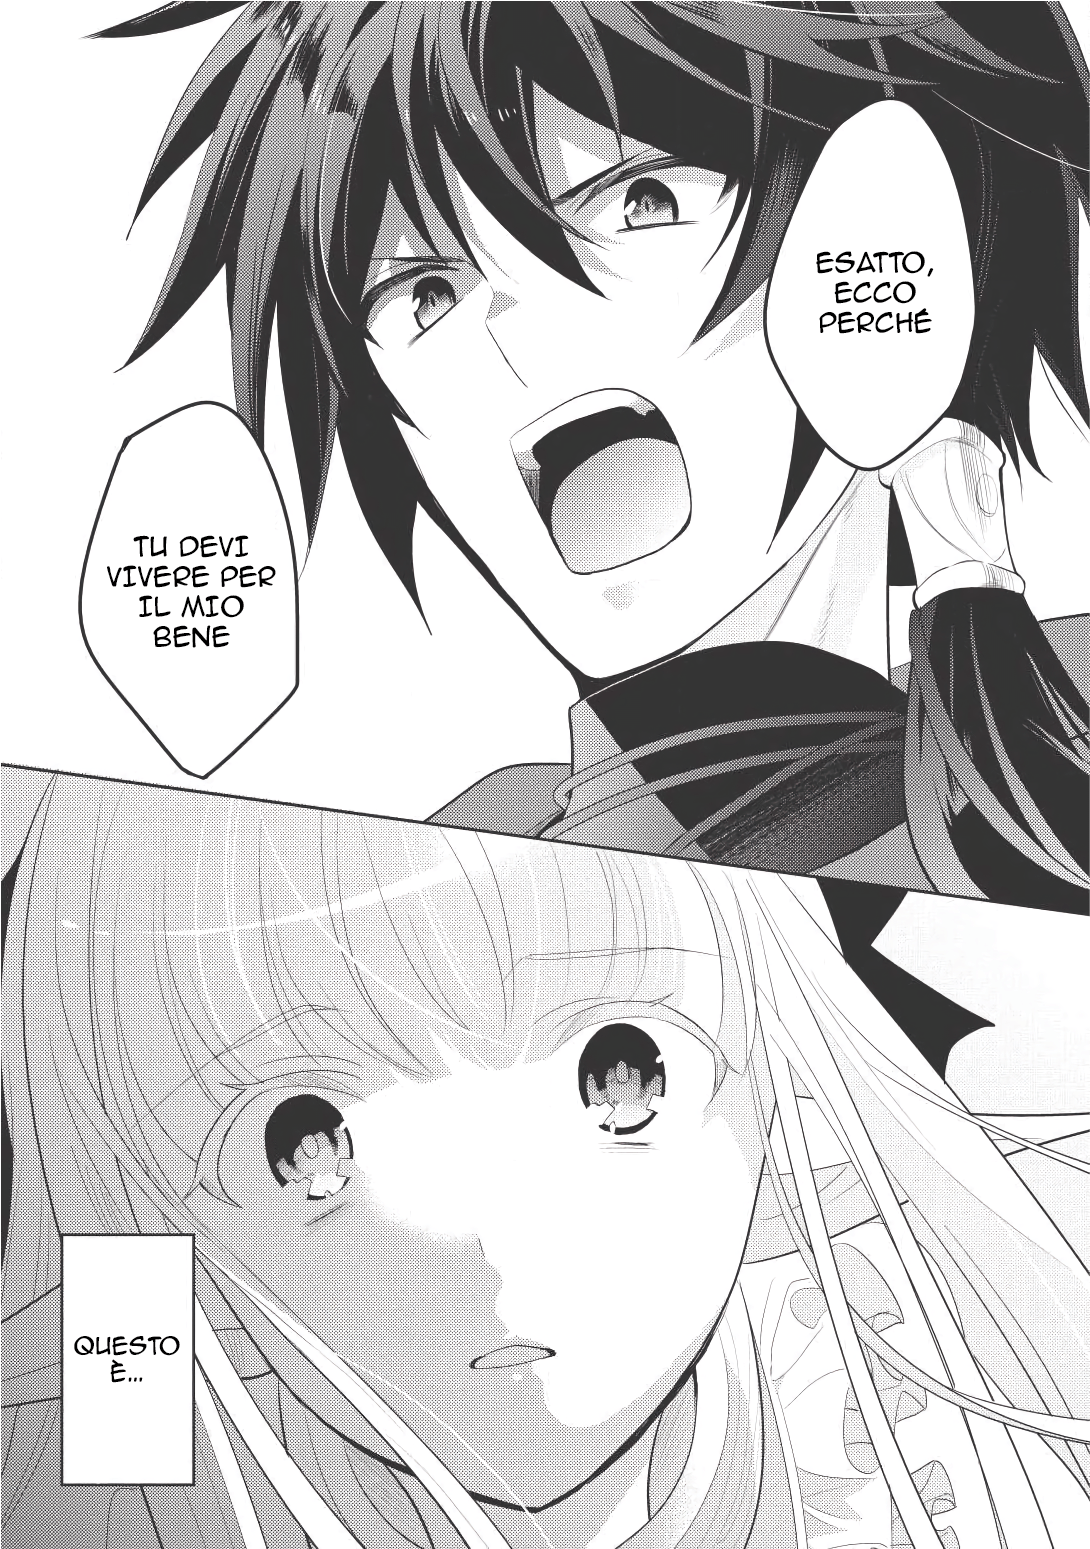 ESATTO,
ECCO
PERCHÉ
TU DEVI
VIVERE PER
IL MIO
BENE
QUESTO
È...